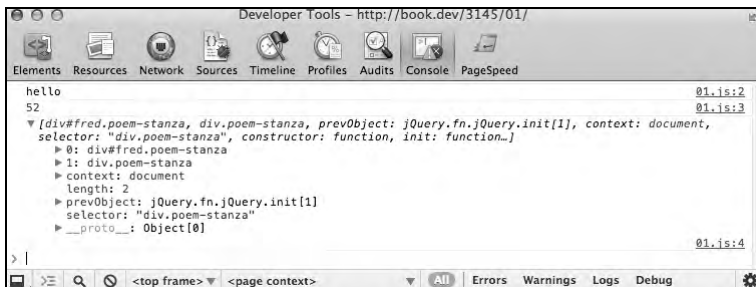 Developer Tools – http://book.dev/3145/01/
Elements Resources Network Sources Timeline Profiles Audits Console PageSpeed
hello 01.js:2
52 01.js:3
▼ [div#fred.poem-stanza, div.poem-stanza, prevObject: jQuery.fn.jQuery.init[1], context: document,
selector: "div.poem-stanza", constructor: function, init: function…]
▶ 0: div#fred.poem-stanza
▶ 1: div.poem-stanza
▶ context: document
length: 2
▶ prevObject: jQuery.fn.jQuery.init[1]
selector: "div.poem-stanza"
▶ __proto__: Object[0]
01.js:4
>
<top frame> ▼ <page context> ▼ All Errors Warnings Logs Debug